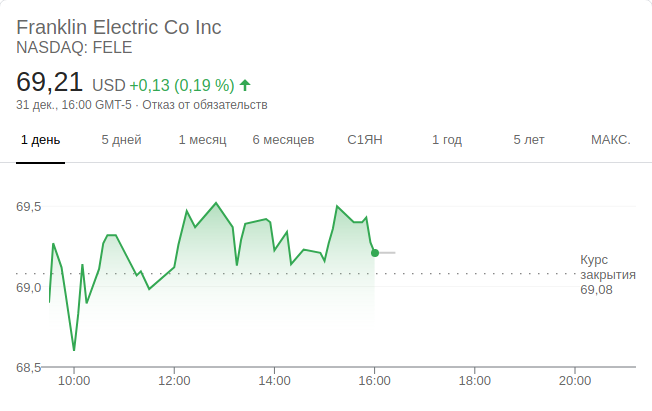 Franklin Electric Co Inc
NASDAQ: FELE
69,21 USD +0,13 (0,19 %)
31 дек., 16:00 GMT-5 · Отказ от обязательств
1 день 5 дней 1 месяц 6 месяцев С1ЯН 1 год 5 лет МАКС.
69,5
Курс
закрытия
69,08
69,0
68,5
10:00 12:00 14:00 16:00 18:00 20:00